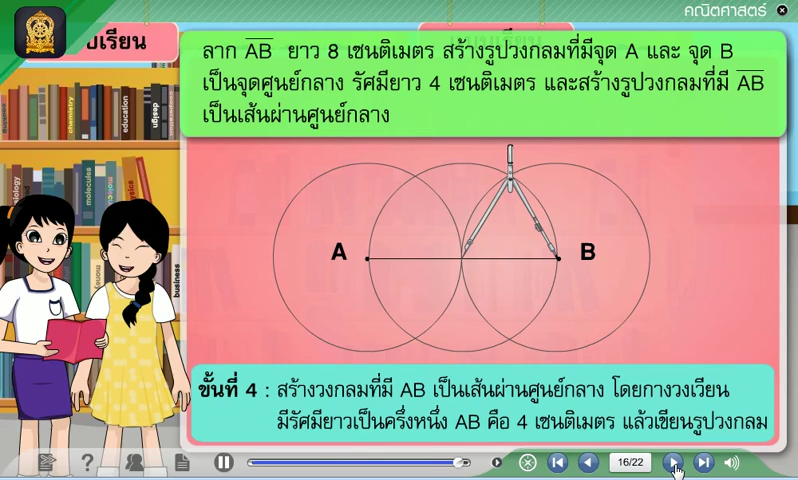 คณิตศาสตร์
บเรียน
ลาก AB ยาว 8 เซนติเมตร สร้างรูปวงกลมที่มีจุด A และ จุด B
เป็นจุดศูนย์กลาง รัศมียาว 4 เซนติเมตร และสร้างรูปวงกลมที่มี AB
เป็นเส้นผ่านศูนย์กลาง
chemistry
education
design
molecules
physics
business
A
B
ขั้นที่ 4 : สร้างวงกลมที่มี AB เป็นเส้นผ่านศูนย์กลาง โดยกางวงเวียน
มีรัศมียาวเป็นครึ่งหนึ่ง AB คือ 4 เซนติเมตร แล้วเขียนรูปวงกลม
16/22